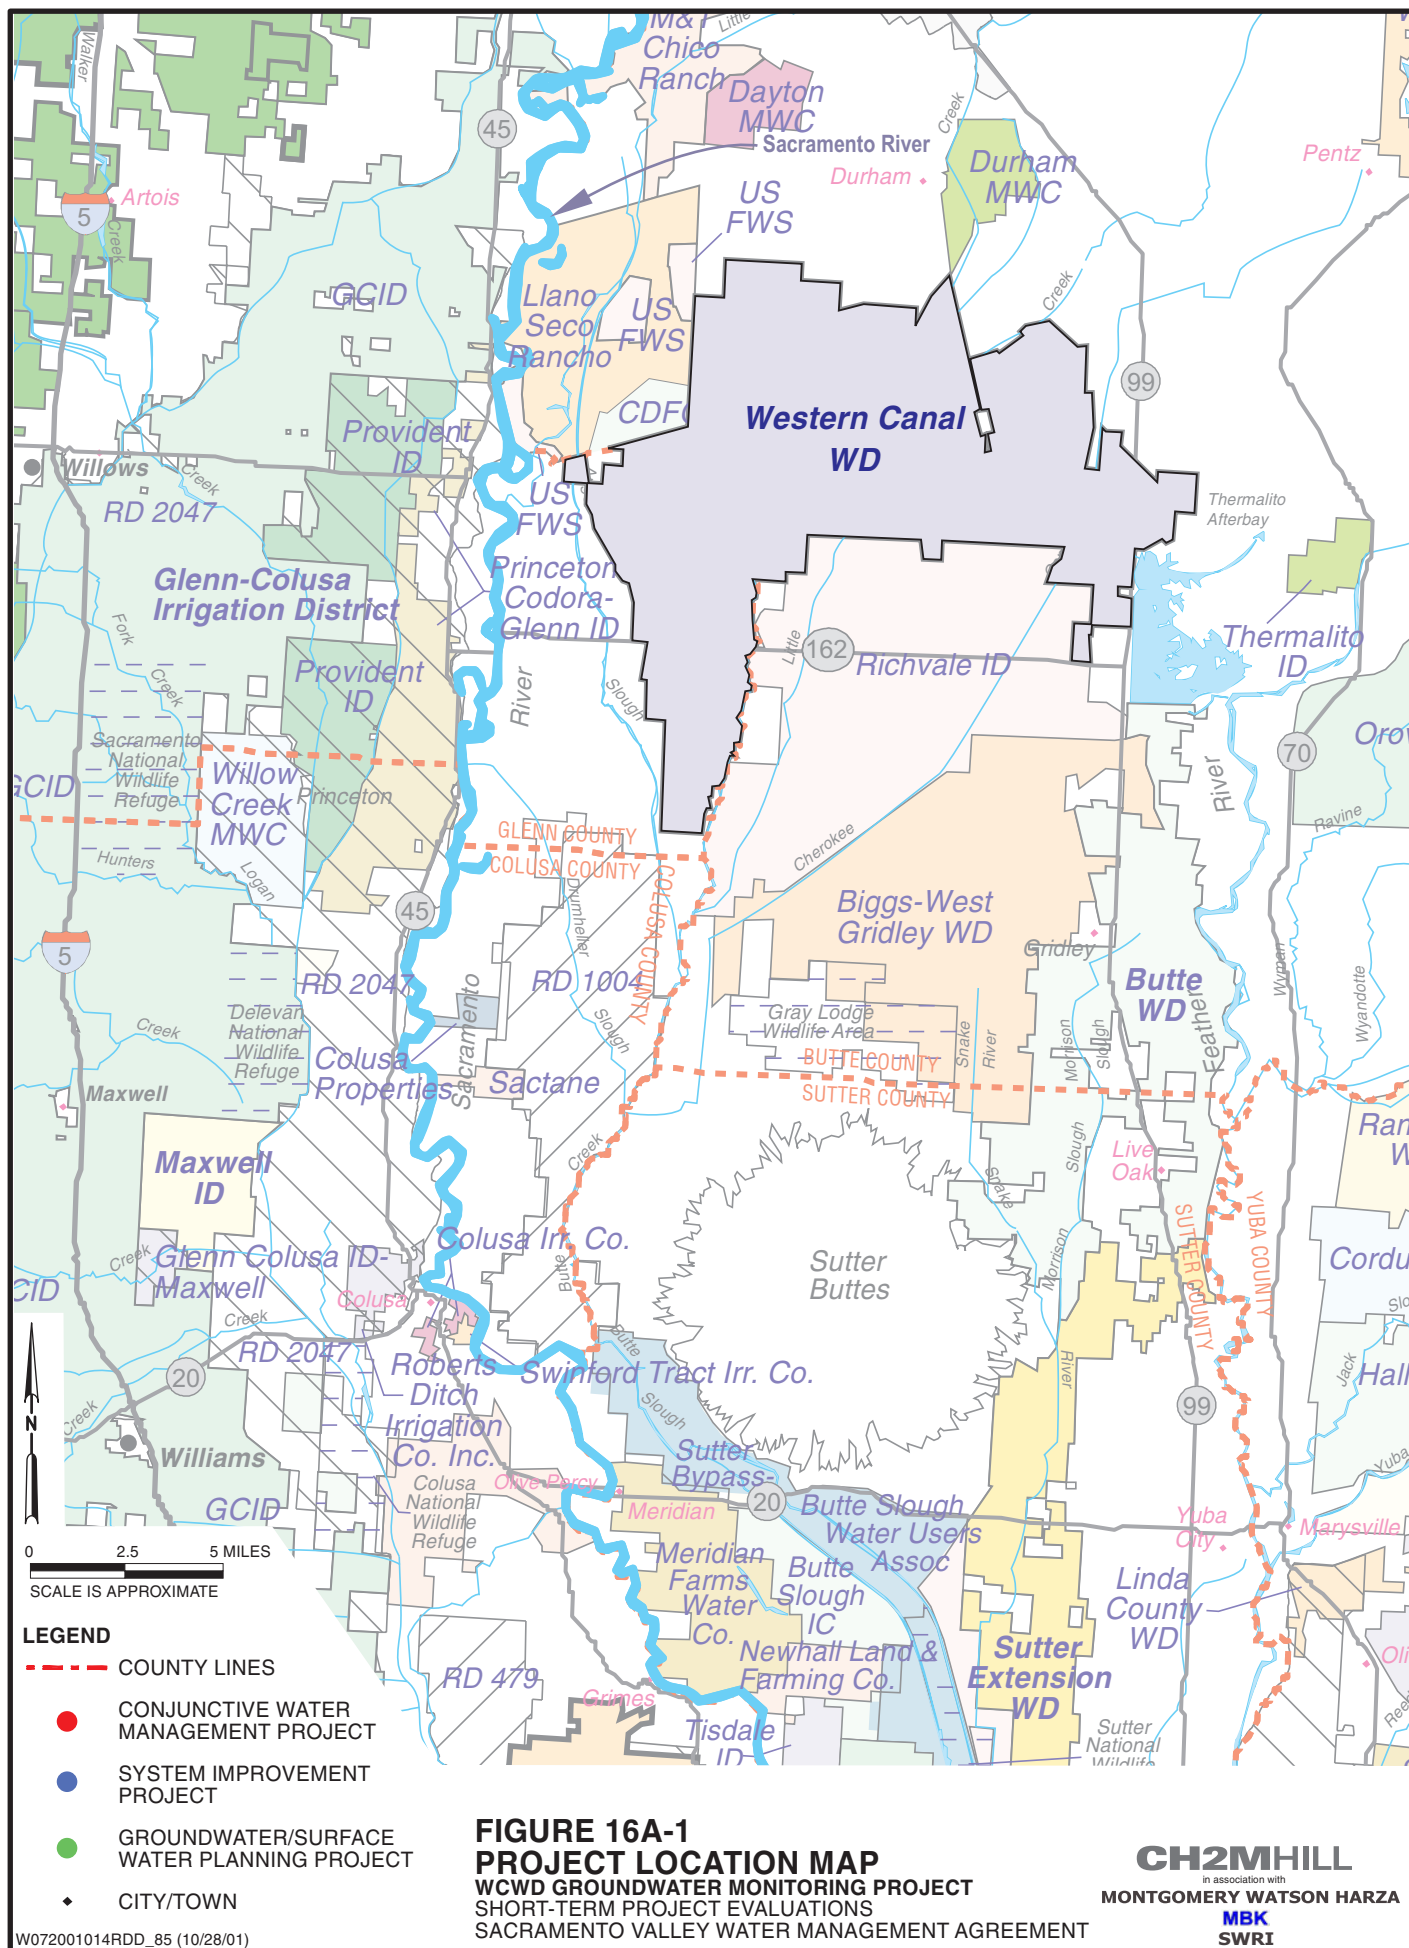 M&T
Chico
Ranch
Little
Walker
Dayton
MWC
45
Sacramento River
Creek
Durham
MWC
Durham
Pentz
Artois
5
Creek
US
FWS
GCID
Llano
Seco
Rancho
US
FWS
Creek
99
CDFG
Western Canal
WD
Provident
ID
Willows
Creek
RD 2047
US
FWS
Thermalito
Afterbay
Glenn-Colusa
Irrigation District
Princeton
Codora-
Glenn ID
Fork
Creek
Little
162
Richvale ID
Thermalito
ID
Provident
ID
River
Slough
Sacramento
National
Wildlife
Refuge
GCID
Willow
Creek
MWC
Princeton
River
70
Orov
Ravine
GLENN COUNTY
COLUSA COUNTY
COLUSA COUNTY
Cherokee
Hunters
Logan
45
Drumheller
Biggs-West
Gridley WD
Gridley
5
RD 2047
Sacramento
RD 1004
Butte
WD
Feather
Wyman
Wyandotte
Creek
Delevan
National
Wildlife
Refuge
Slough
Gray Lodge
Wildlife Area
Snake
River
Morrison
Slough
BUTTE COUNTY
SUTTER COUNTY
Colusa
Properties
Sactane
Maxwell
Maxwell
ID
Creek
Snake
Slough
Live
Oak
Ran
W
SUTTER COUNTY
YUBA COUNTY
Colusa Irr. Co.
Butte
Sutter
Buttes
Morrison
Creek
Glenn Colusa ID-
Maxwell
Cordu
Slo
GCID
Colusa
Creek
RD 2047
20
Roberts
Ditch
Irrigation
Co. Inc.
Swinford Tract Irr. Co.
Butte
Slough
River
Jack
Hall
99
Creek
Williams
N
Sutter
Bypass-
Yuba
Colusa
National
Wildlife
Refuge
Olive Percy
Meridian
20
GCID
Butte Slough
Water Users
Assoc
Yuba
City
Marysville
0 2.5 5 MILES
SCALE IS APPROXIMATE
Meridian
Farms
Water
Co.
Butte
Slough
IC
Linda
County
WD
LEGEND
COUNTY LINES
RD 479
Grimes
Newhall Land &
Farming Co.
Sutter
Extension
WD
Oli
Ree
Tisdale
ID
Sutter
National
Wildlife
CONJUNCTIVE WATER
MANAGEMENT PROJECT
SYSTEM IMPROVEMENT
PROJECT
GROUNDWATER/SURFACE
WATER PLANNING PROJECT
CITY/TOWN
W072001014RDD_85 (10/28/01)
FIGURE 16A-1
PROJECT LOCATION MAP
WCWD GROUNDWATER MONITORING PROJECT
SHORT-TERM PROJECT EVALUATIONS
SACRAMENTO VALLEY WATER MANAGEMENT AGREEMENT
CH2MHILL
in association with
MONTGOMERY WATSON HARZA
MBK
SWRI